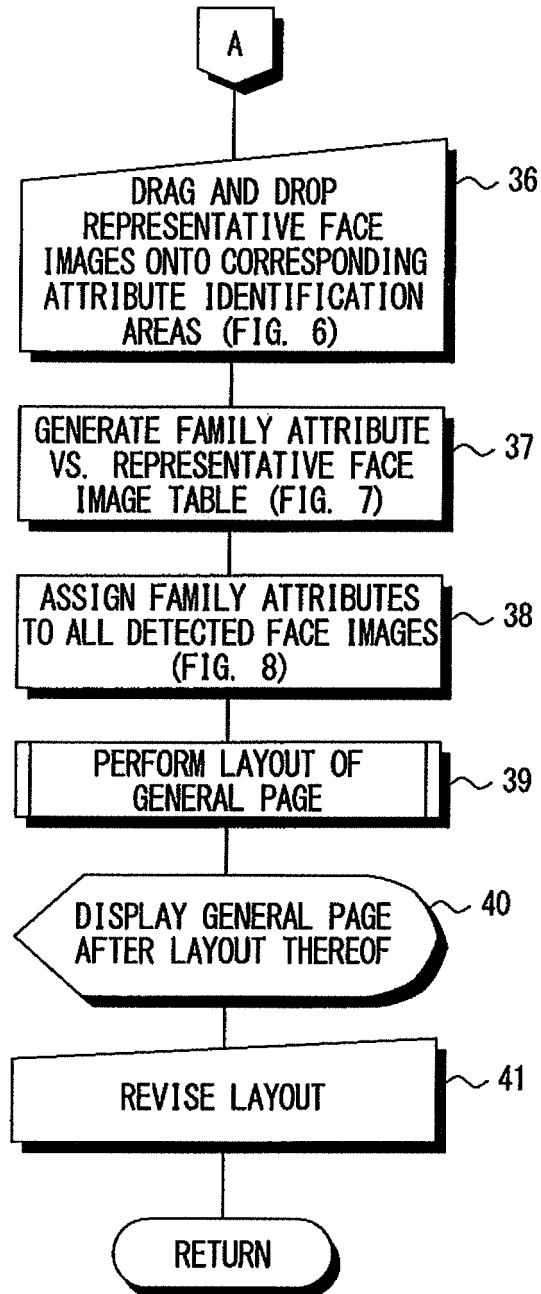 A
DRAG AND DROP
REPRESENTATIVE FACE
IMAGES ONTO CORRESPONDING
ATTRIBUTE IDENTIFICATION
AREAS (FIG. 6)
36
GENERATE FAMILY ATTRIBUTE
VS. REPRESENTATIVE FACE
IMAGE TABLE (FIG. 7)
37
ASSIGN FAMILY ATTRIBUTES
TO ALL DETECTED FACE IMAGES
(FIG. 8)
38
PERFORM LAYOUT OF
GENERAL PAGE
39
DISPLAY GENERAL PAGE
AFTER LAYOUT THEREOF
40
REVISE LAYOUT
41
RETURN